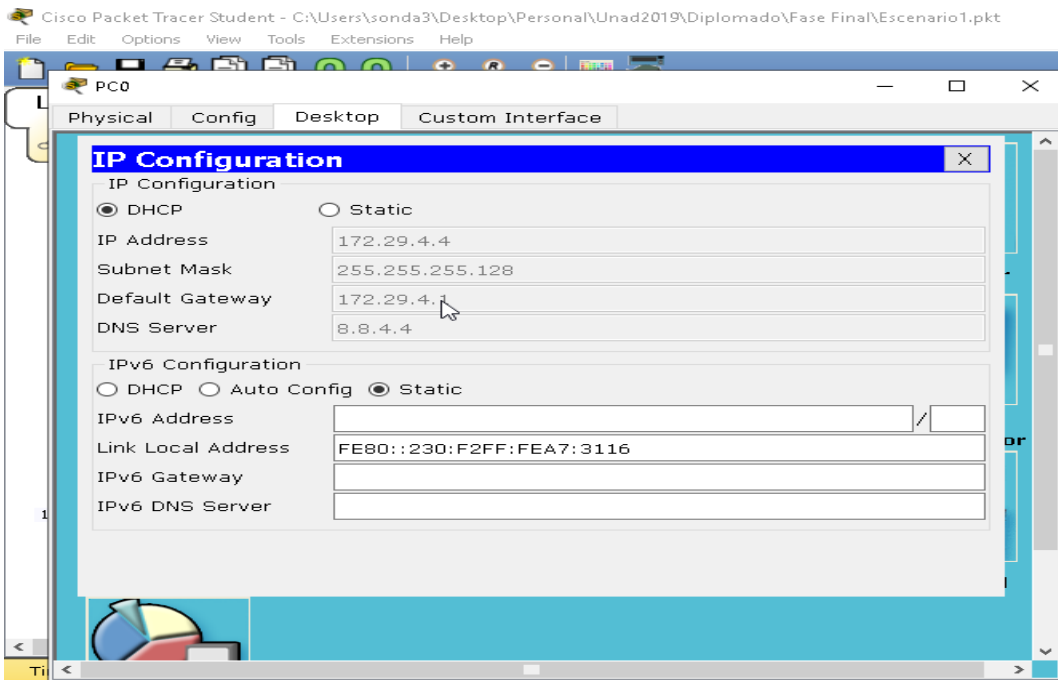 Cisco Packet Tracer Student - C:\Users\sonda3\Desktop\Personal\Unad2019\Diplomado\Fase Final\Escenario1.pkt
File Edit Options View Tools Extensions Help
PC0
Physical Config Desktop Custom Interface
IP Configuration X
IP Configuration
DHCP Static
IP Address 172.29.4.4
Subnet Mask 255.255.255.128
Default Gateway 172.29.4.1
DNS Server 8.8.4.4
IPv6 Configuration
DHCP Auto Config Static
IPv6 Address /
Link Local Address FE80::230:F2FF:FEA7:3116
or
IPv6 Gateway
IPv6 DNS Server
1
Ti